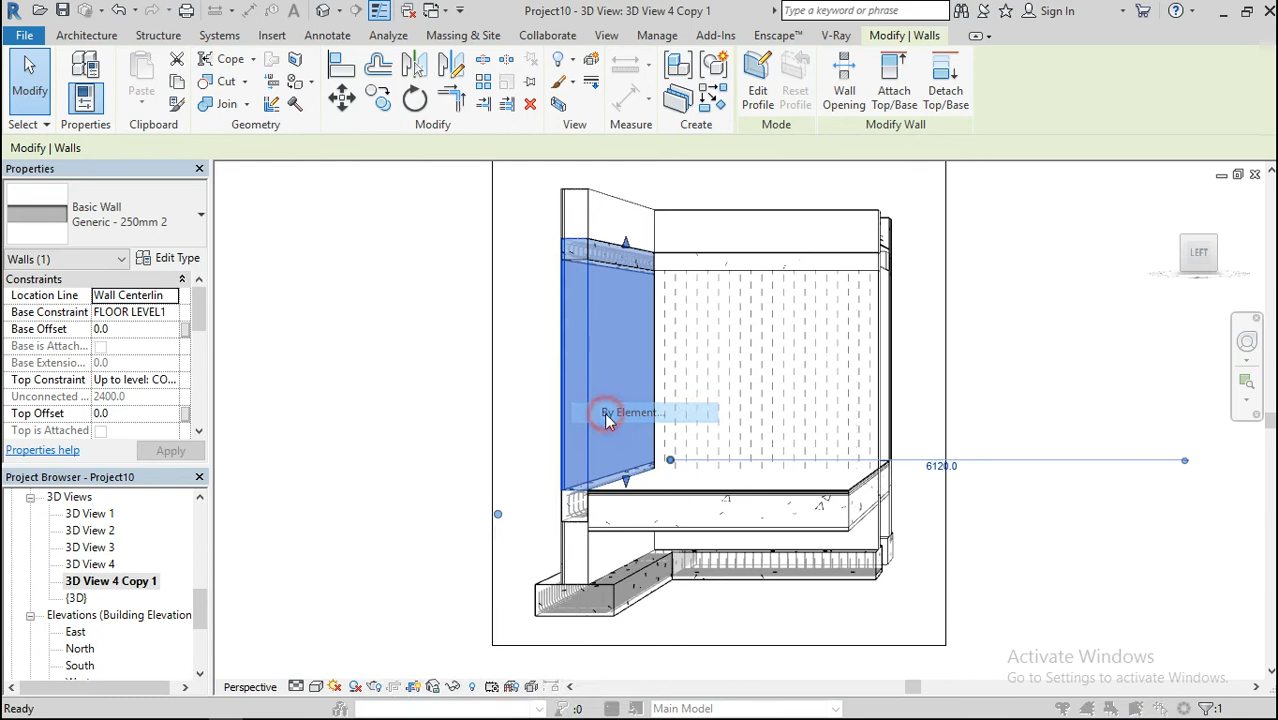 Project10 - 3D View: 3D View 4 Copy 1
Type a keyword or phrase
Sign In
File
Architecture
Structure
Systems
Insert
Annotate
Analyze
Massing & Site
Collaborate
View
Manage
Add-Ins
Enscape™
V-Ray
Modify | Walls
Modify
Paste
Cope
Cut
Join
Edit
Profile
Reset
Profile
Wall
Opening
Attach
Top/Base
Detach
Top/Base
Select
Properties
Clipboard
Geometry
Modify
View
Measure
Create
Mode
Modify Wall
Modify | Walls
Properties
Basic Wall
Generic - 250mm 2
Walls (1)
Edit Type
Constraints
Location Line
Wall Centerlin
Base Constraint
FLOOR LEVEL1
Base Offset
0.0
Base is Attach...
Base Extensio...
0.0
Top Constraint
Up to level: CO...
Unconnected ...
2400.0
Top Offset
0.0
Top is Attached
Properties help
Apply
Project Browser - Project10
3D Views
3D View 1
3D View 2
3D View 3
3D View 4
3D View 4 Copy 1
{3D}
Elevations (Building Elevation
East
North
South
By Element...
6120.0
LEFT
Activate Windows
Go to Settings to activate Windows.
Perspective
Ready
:0
Main Model
:1